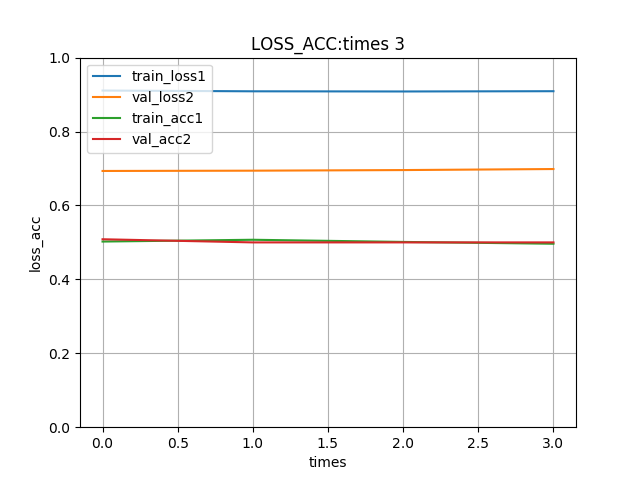 LOSS_ACC:times 3
1.0
0.8
0.6
0.4
0.2
0.0
loss_acc
train_loss1
val_loss2
train_acc1
val_acc2
0.0 0.5 1.0 1.5 2.0 2.5 3.0
times